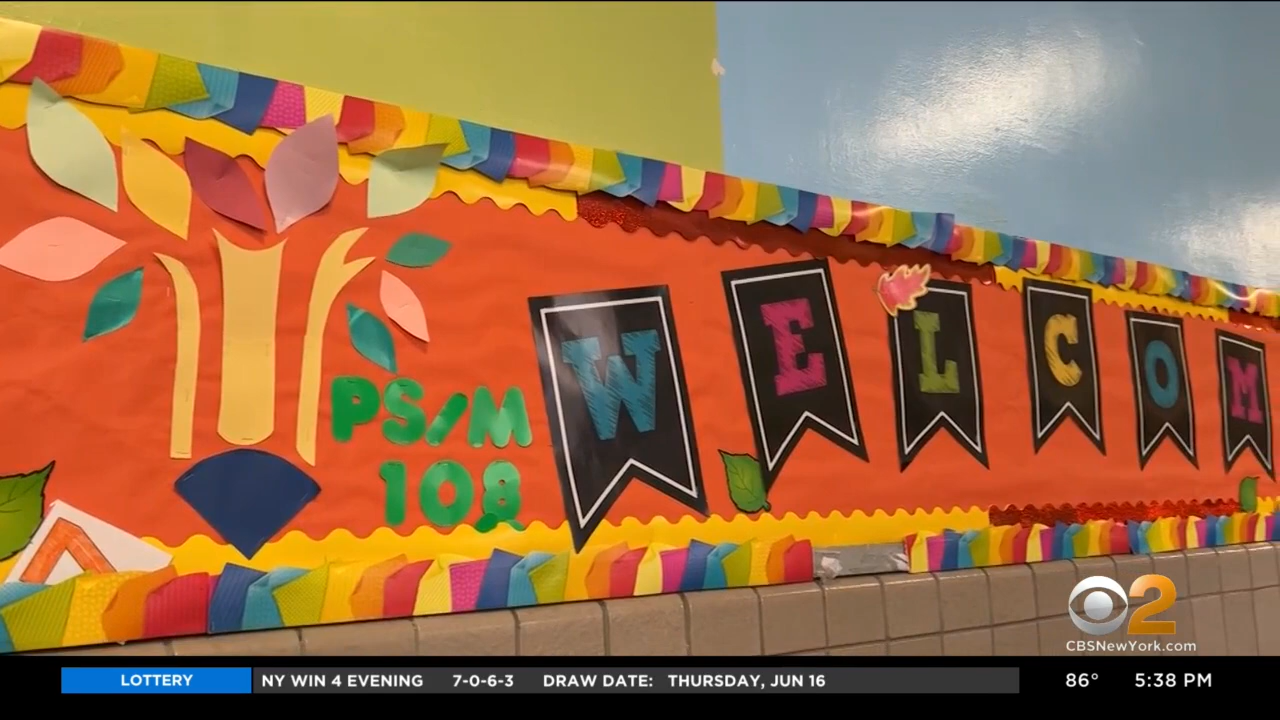 PS/M
108
WELCOM
2
CBSNewYork.com
LOTTERY NY WIN 4 EVENING 7-0-6-3 DRAW DATE: THURSDAY, JUN 16 86° 5:38 PM